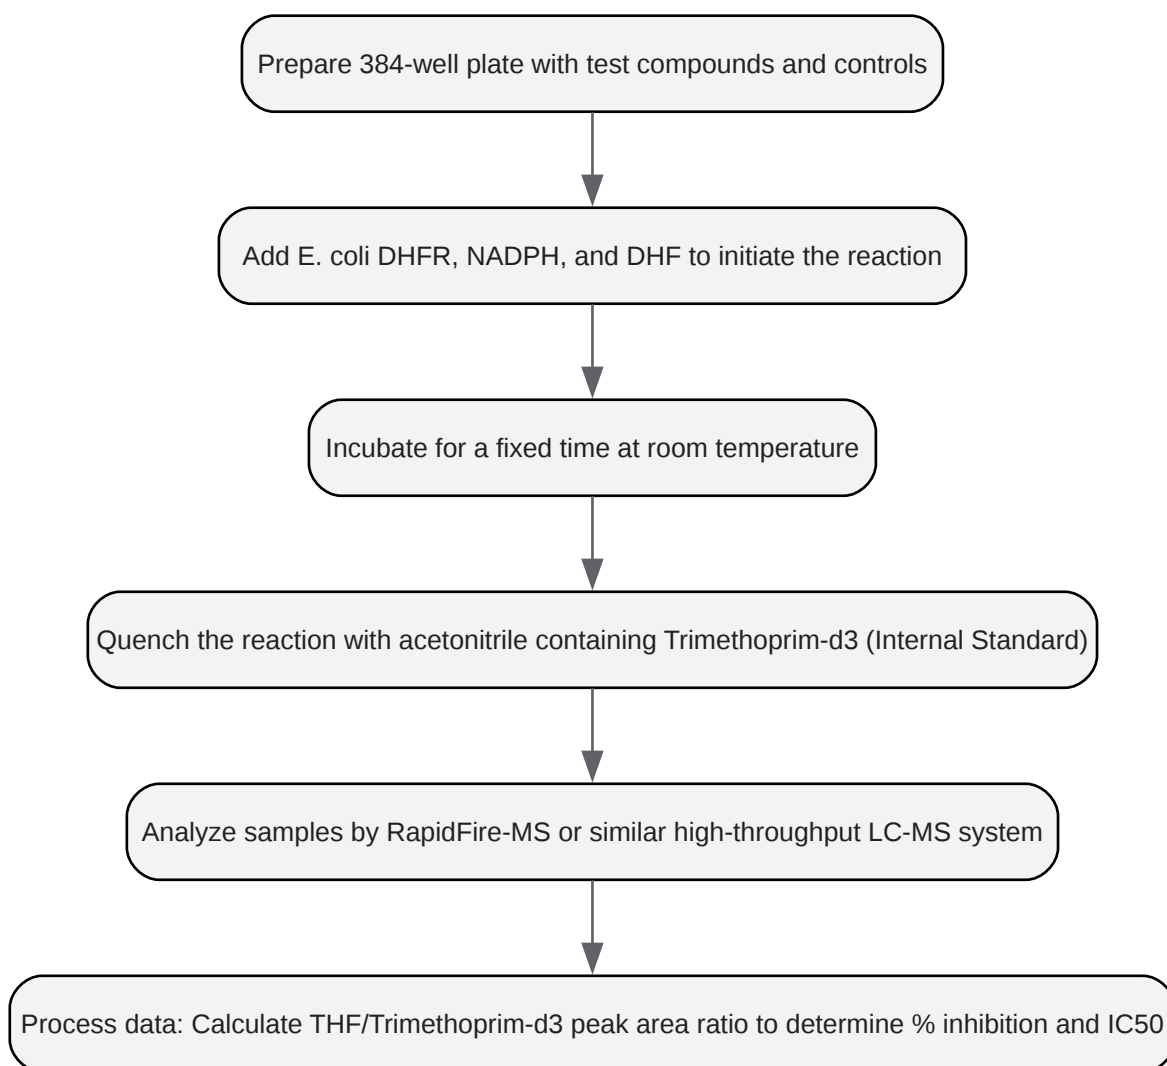 Prepare 384-well plate with test compounds and controls
Add E. coli DHFR, NADPH, and DHF to initiate the reaction
Incubate for a fixed time at room temperature
Quench the reaction with acetonitrile containing Trimethoprim-d3 (Internal Standard)
Analyze samples by RapidFire-MS or similar high-throughput LC-MS system
Process data: Calculate THF/Trimethoprim-d3 peak area ratio to determine % inhibition and IC50